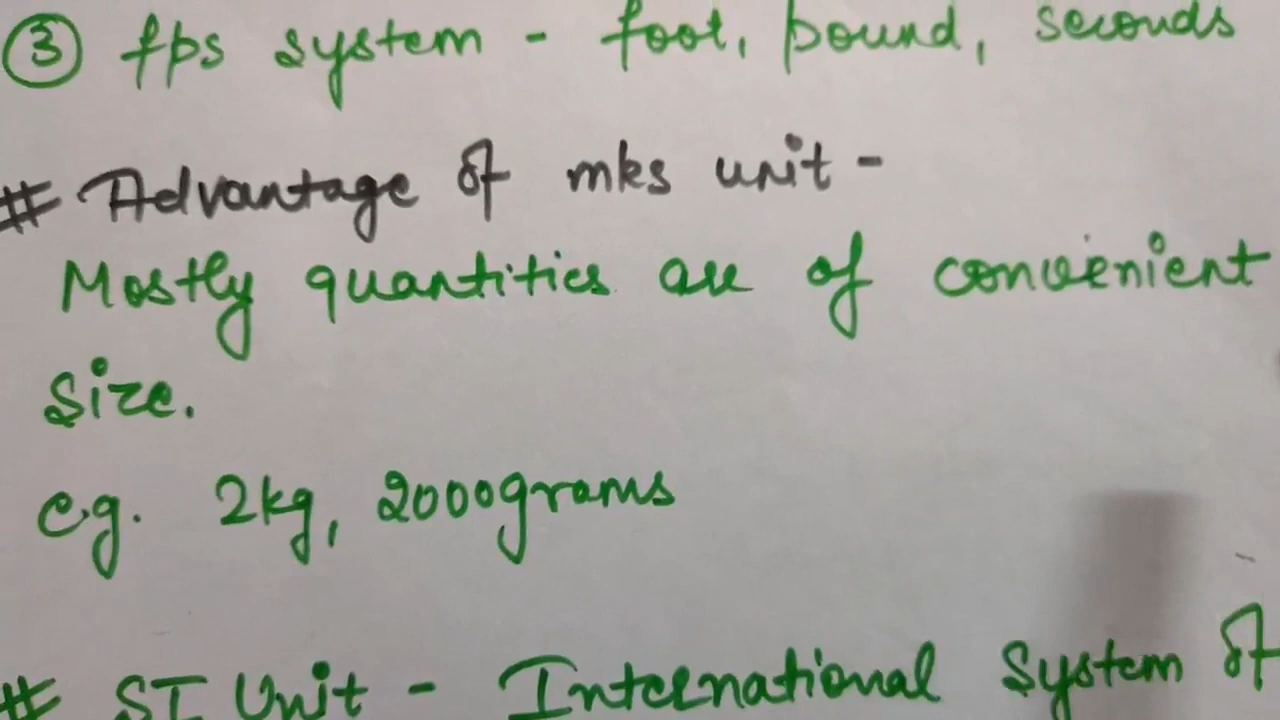 ③ fps system - foot, pound, seconds
# Advantage of mks unit -
Mostly quantities are of convenient
size.
e.g. 2kg, 2000grams
# SI Unit - International System of